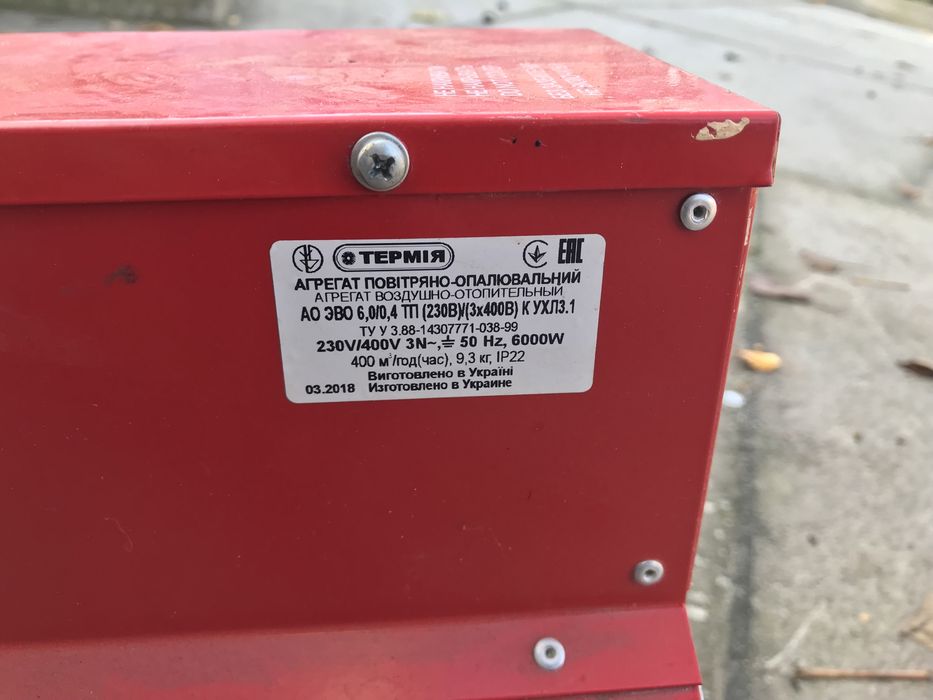 ТЕРМІЯ
EAC
АГРЕГАТ ПОВІТРЯНО-ОПАЛЮВАЛЬНИЙ
АГРЕГАТ ВОЗДУШНО-ОТОПИТЕЛЬНЫЙ
АО ЭВО 6,0/0,4 ТП (230В)/(3х400В) К УХЛ3.1
ТУ У 3.88-14307771-038-99
230V/400V 3N~, 50 Hz, 6000W
400 м³/год(час), 9,3 кг, IP22
Виготовлено в Україні
03.2018 Изготовлено в Украине